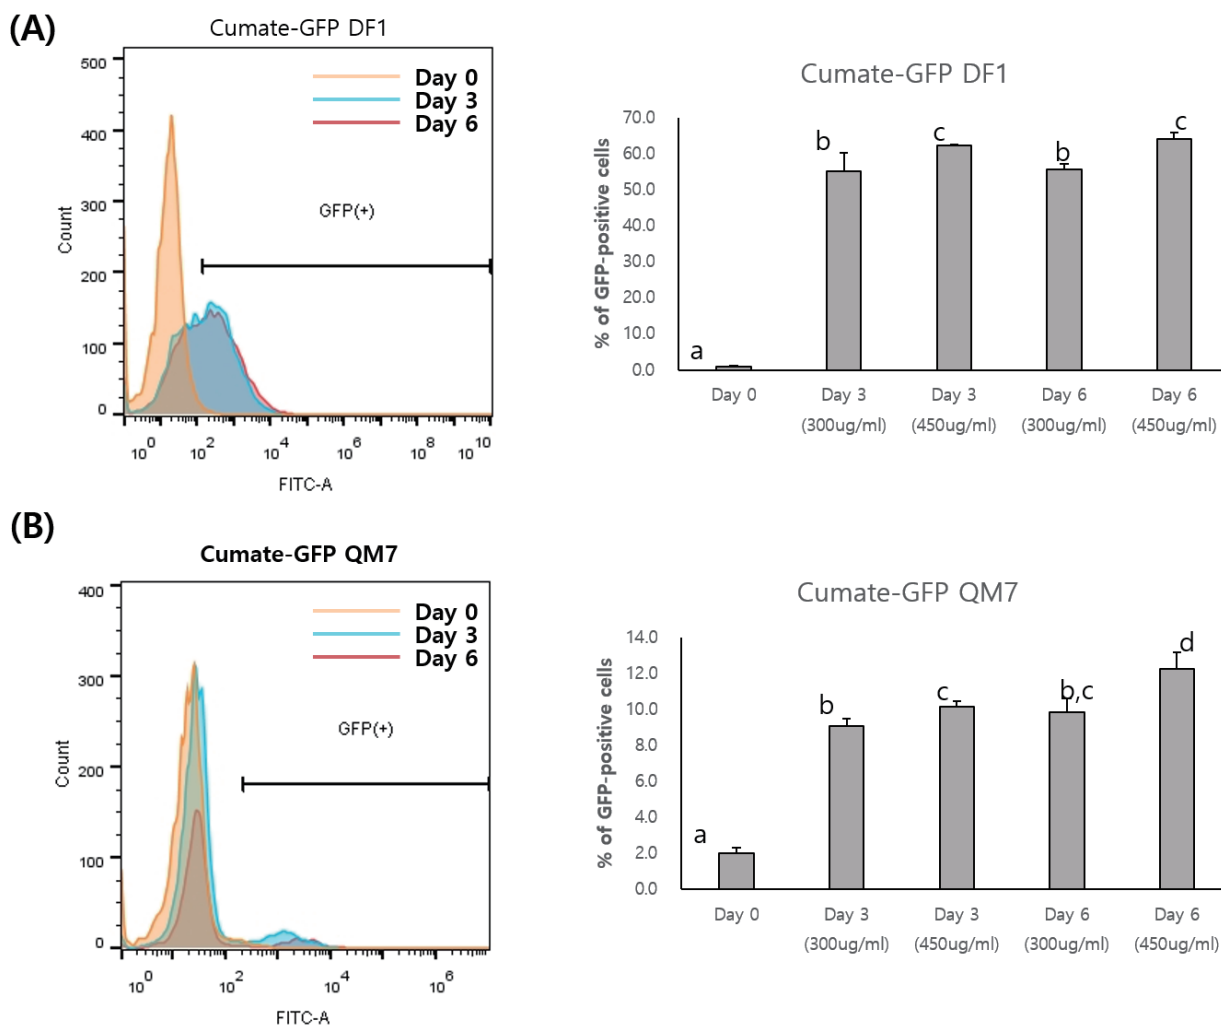 (A)
Cumate-GFP DF1
500
400
300
200
100
0
Count
Day 0
Day 3
Day 6
GFP(+)
10^0 10^2 10^4 10^6 10^8 10^10
FITC-A
Cumate-GFP DF1
% of GFP-positive cells
70.0
60.0
50.0
40.0
30.0
20.0
10.0
0.0
a b c b c
Day 0 Day 3 Day 3 Day 6 Day 6
(300ug/ml) (450ug/ml) (300ug/ml) (450ug/ml)
(B)
Cumate-GFP QM7
400
300
200
100
0
Count
Day 0
Day 3
Day 6
GFP(+)
10^0 10^2 10^4 10^6
FITC-A
Cumate-GFP QM7
% of GFP-positive cells
14.0
12.0
10.0
8.0
6.0
4.0
2.0
0.0
a b c b,c d
Day 0 Day 3 Day 3 Day 6 Day 6
(300ug/ml) (450ug/ml) (300ug/ml) (450ug/ml)